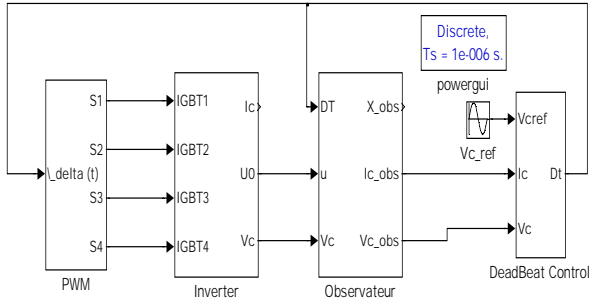 Discrete,
Ts = 1e-006 s.
powergui
Vc_ref
S1
S2
\_delta (t)
S3
S4
PWM
IGBT1
IGBT2
IGBT3
IGBT4
Ic
U0
Vc
Inverter
DT
u
Vc
X_obs
Ic_obs
Vc_obs
Observateur
Vcref
Ic
Vc
Dt
DeadBeat Control